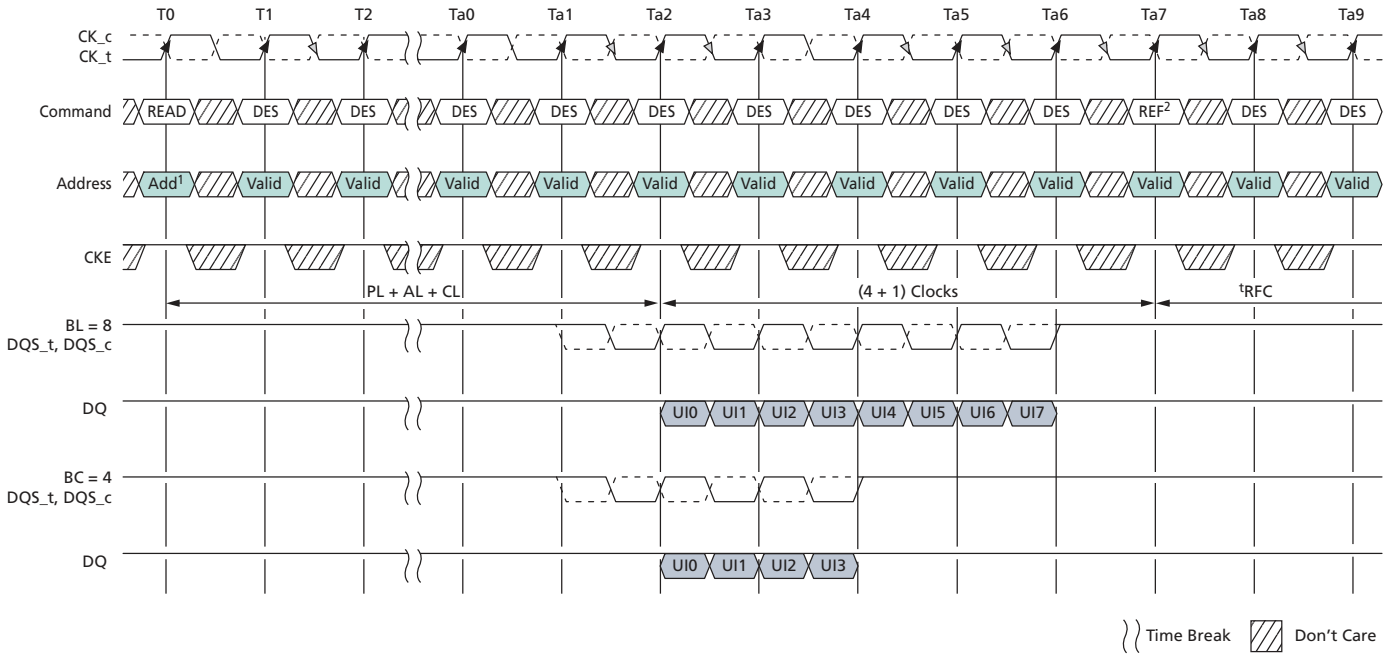 T0 T1 T2 Ta0 Ta1 Ta2 Ta3 Ta4 Ta5 Ta6 Ta7 Ta8 Ta9
CK_c
CK_t
Command READ DES DES DES DES DES DES DES DES DES REF² DES DES
Address Add¹ Valid Valid Valid Valid Valid Valid Valid Valid Valid Valid Valid Valid
CKE
PL + AL + CL (4 + 1) Clocks ᵗRFC
BL = 8
DQS_t, DQS_c
DQ UI0 UI1 UI2 UI3 UI4 UI5 UI6 UI7
BC = 4
DQS_t, DQS_c
DQ UI0 UI1 UI2 UI3
Time Break Don't Care